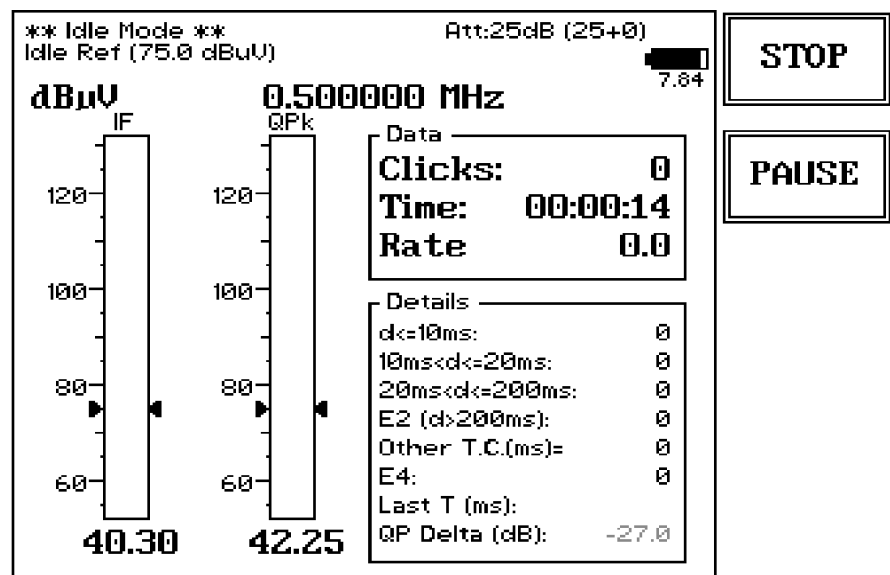 ** Idle Mode **
Att:25dB (25+0)
Idle Ref (75.0 dBuV)
7.84
dBµV
0.500000 MHz
IF
QPk
120
100
80
60
40.30
120
100
80
60
42.25
Data
Clicks: 0
Time: 00:00:14
Rate 0.0
Details
d<=10ms: 0
10ms<d<=20ms: 0
20ms<d<=200ms: 0
E2 (d>200ms): 0
Other T.C.(ms)= 0
E4: 0
Last T (ms):
QP Delta (dB): -27.0
STOP
PAUSE